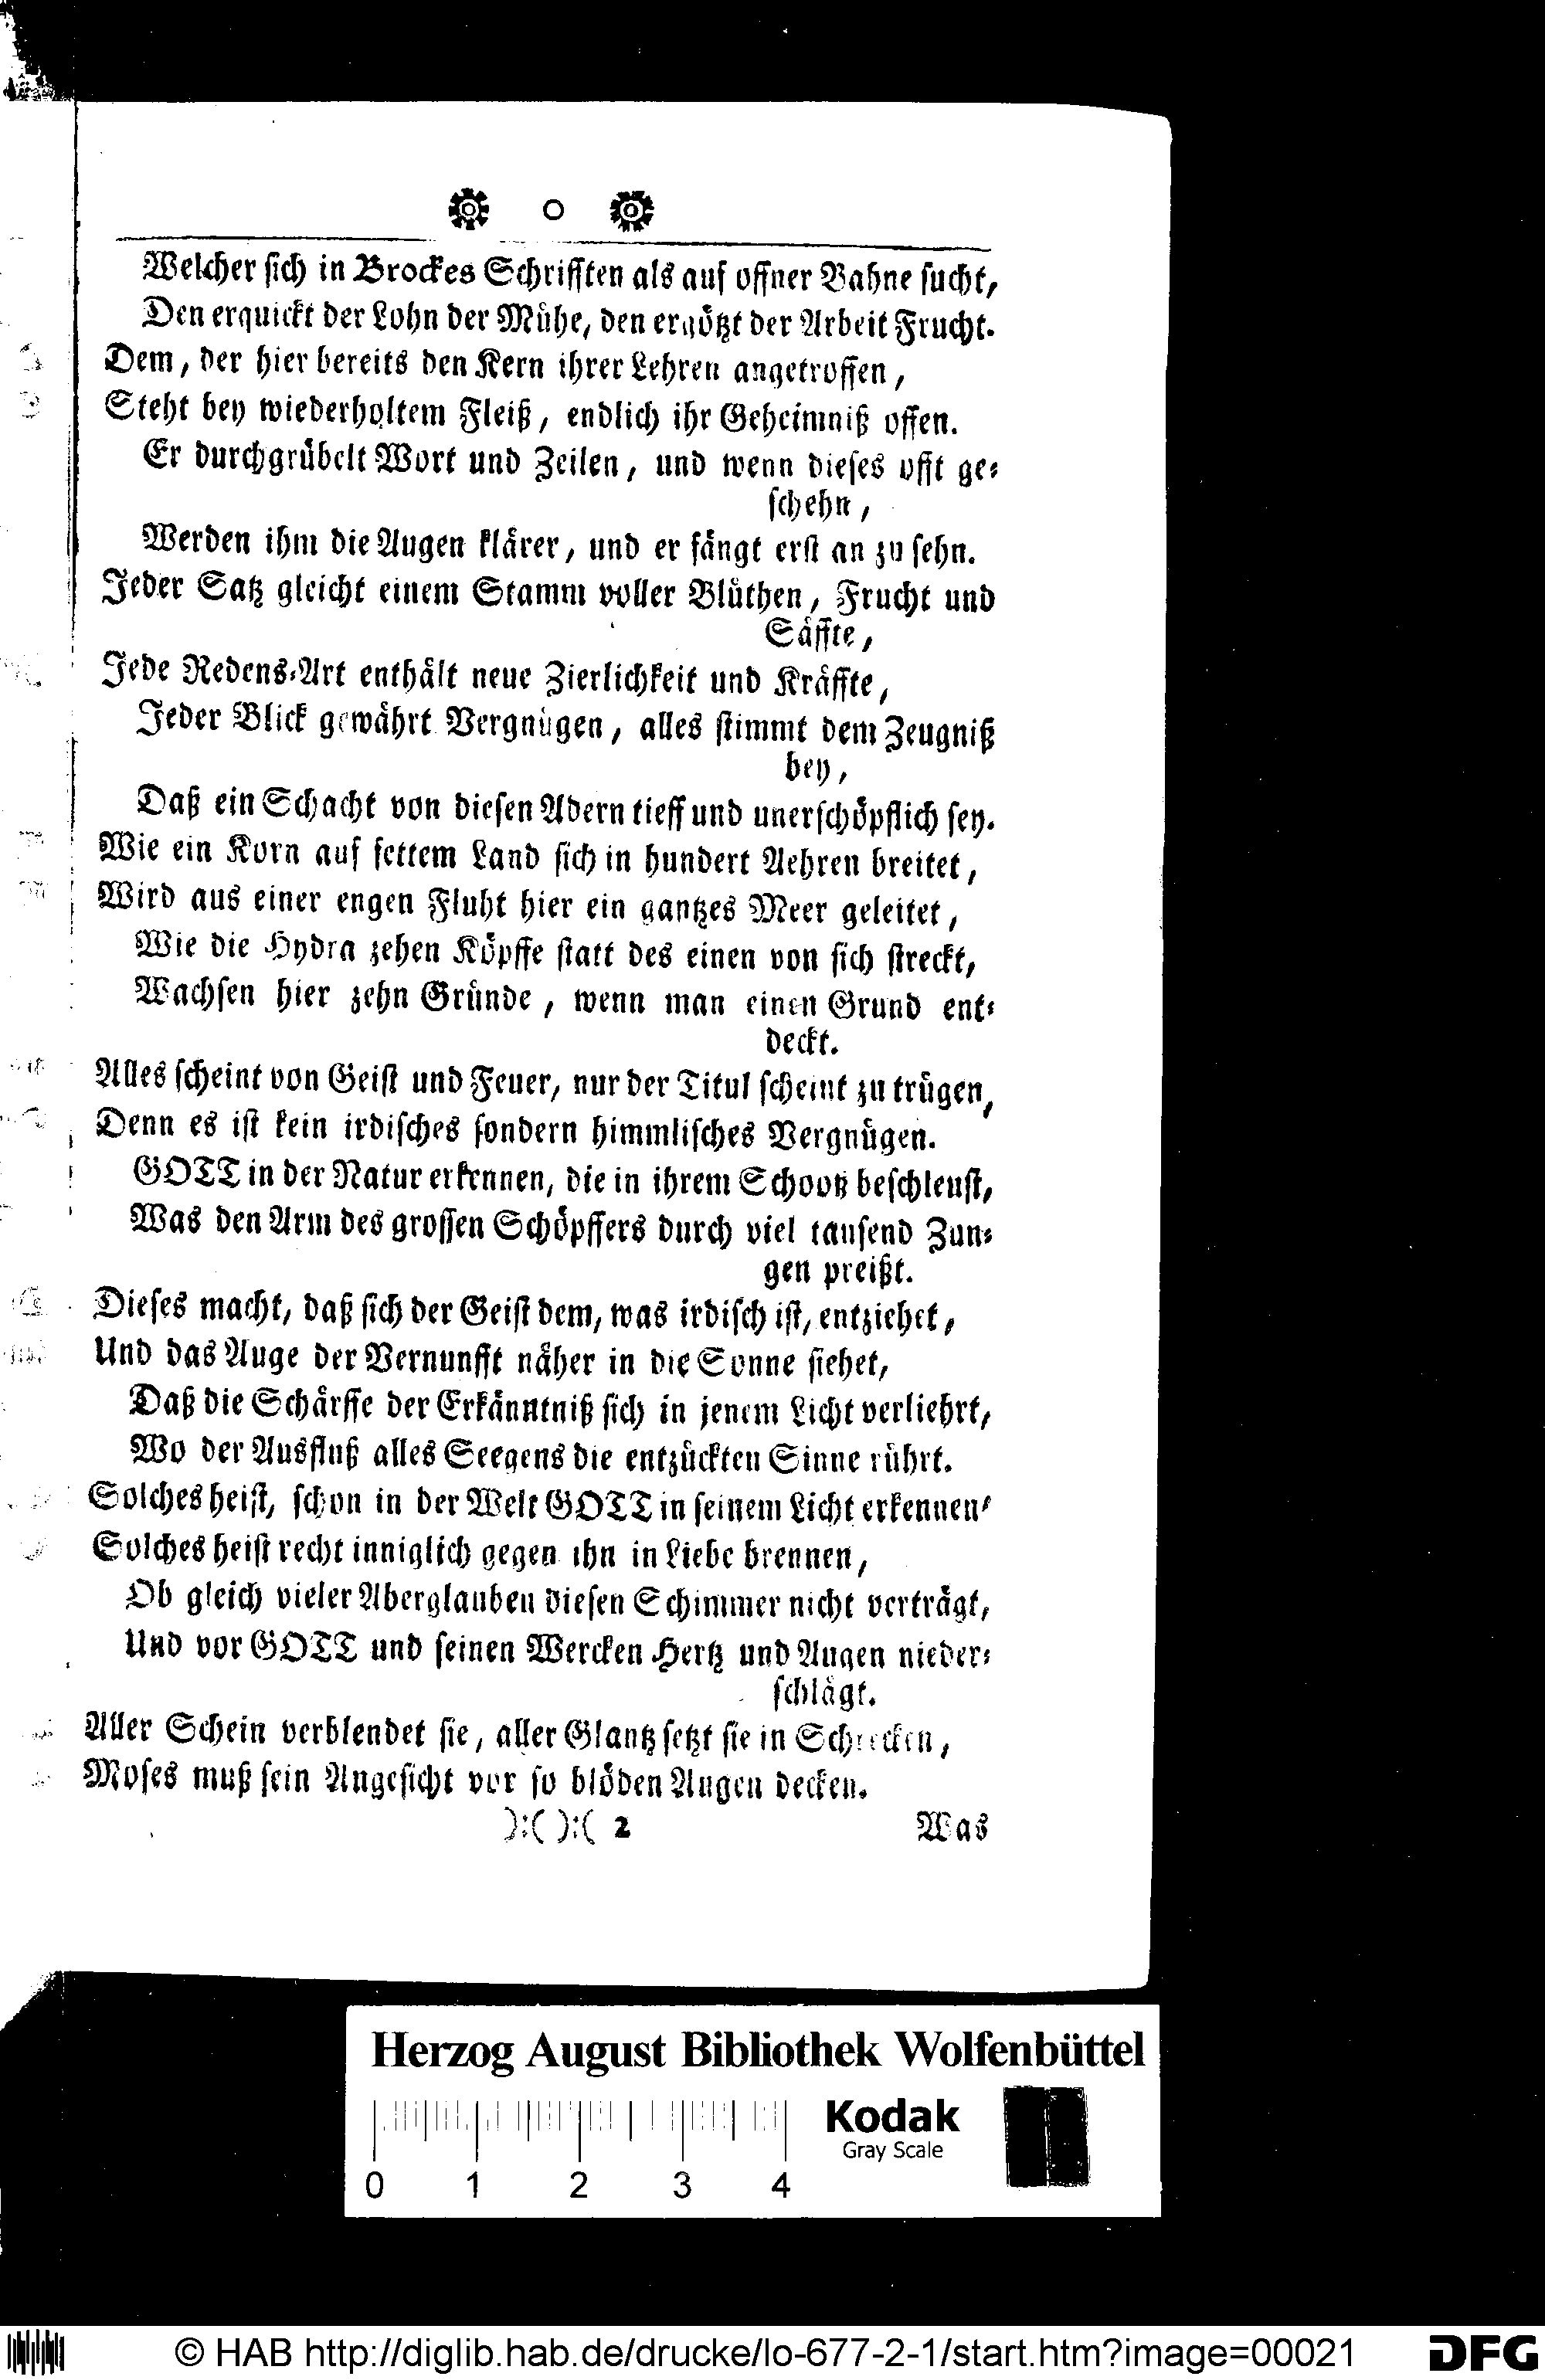 Welcher sich in Brockes Schrifften als auf offner Bahne sucht,
Den erquickt der Lohn der Mühe, den ergötzt der Arbeit Frucht.
Dem, der hier bereits den Kern ihrer Lehren angetroffen,
Steht bey wiederholtem Fleiß, endlich ihr Geheimniß offen.
Er durchgrübelt Wort und Zeilen, und wenn dieses offt ge-
schehn,
Werden ihm die Augen klärer, und er fängt erst an zu sehn.
Jeder Satz gleicht einem Stamm voller Blüthen, Frucht und
Säffte,
Jede Redens-Art enthält neue Zierlichkeit und Kräffte,
Jeder Blick gewährt Vergnügen, alles stimmt dem Zeugniß
bey,
Daß ein Schacht von diesen Adern tieff und unerschöpflich sey.
Wie ein Korn auf fettem Land sich in hundert Aehren breitet,
Wird aus einer engen Fluht hier ein gantzes Meer geleitet,
Wie die Hydra zehen Köpffe statt des einen von sich streckt,
Wachsen hier zehn Gründe, wenn man einen Grund ent-
deckt.
Alles scheint von Geist und Feuer, nur der Titul scheint zu trügen,
Denn es ist kein irdisches sondern himmlisches Vergnügen.
GOTT in der Natur erkennen, die in ihrem Schootz beschleust,
Was den Arm des grossen Schöpffers durch viel tausend Zun-
gen preißt.
Dieses macht, daß sich der Geist dem, was irdisch ist, entziehet,
Und das Auge der Vernunfft näher in die Sonne siehet,
Daß die Schärffe der Erkänntniß sich in jenem Licht verliehrt,
Wo der Ausfluß alles Seegens die entzückten Sinne rührt.
Solches heist, schon in der Welt GOTT in seinem Licht erkennen,
Solches heist recht inniglich gegen ihn in Liebe brennen,
Ob gleich vieler Aberglauben diesen Schimmer nicht verträgt,
Und vor GOTT und seinen Wercken Hertz und Augen nieder-
schlägt.
Aller Schein verblendet sie, aller Glantz setzt sie in Schrecken,
Moses muß sein Angesicht vor so blöden Augen decken.
):( ):( 2 Was
Herzog August Bibliothek Wolfenbüttel
Kodak
Gray Scale
0 1 2 3 4
© HAB http://diglib.hab.de/drucke/lo-677-2-1/start.htm?image=00021 DFG